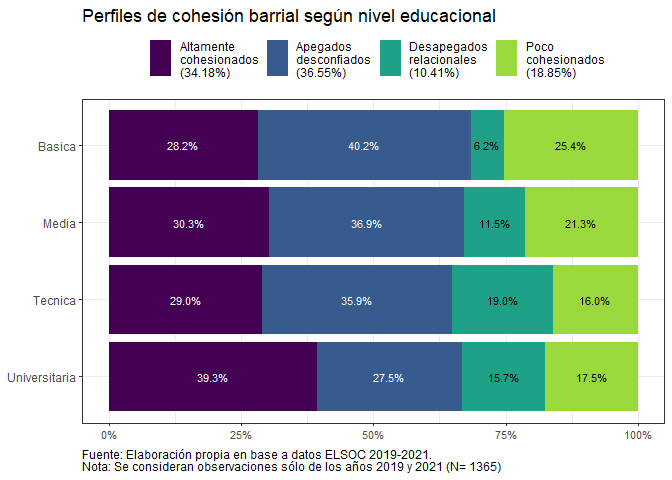 Perfiles de cohesión barrial según nivel educacional
Altamente cohesionados (34.18%)
Apegados desconfiados (36.55%)
Desapegados relacionales (10.41%)
Poco cohesionados (18.85%)
Basica 28.2% 40.2% 6.2% 25.4%
Media 30.3% 36.9% 11.5% 21.3%
Tecnica 29.0% 35.9% 19.0% 16.0%
Universitaria 39.3% 27.5% 15.7% 17.5%
0% 25% 50% 75% 100%
Fuente: Elaboración propia en base a datos ELSOC 2019-2021.
Nota: Se consideran observaciones sólo de los años 2019 y 2021 (N= 1365)